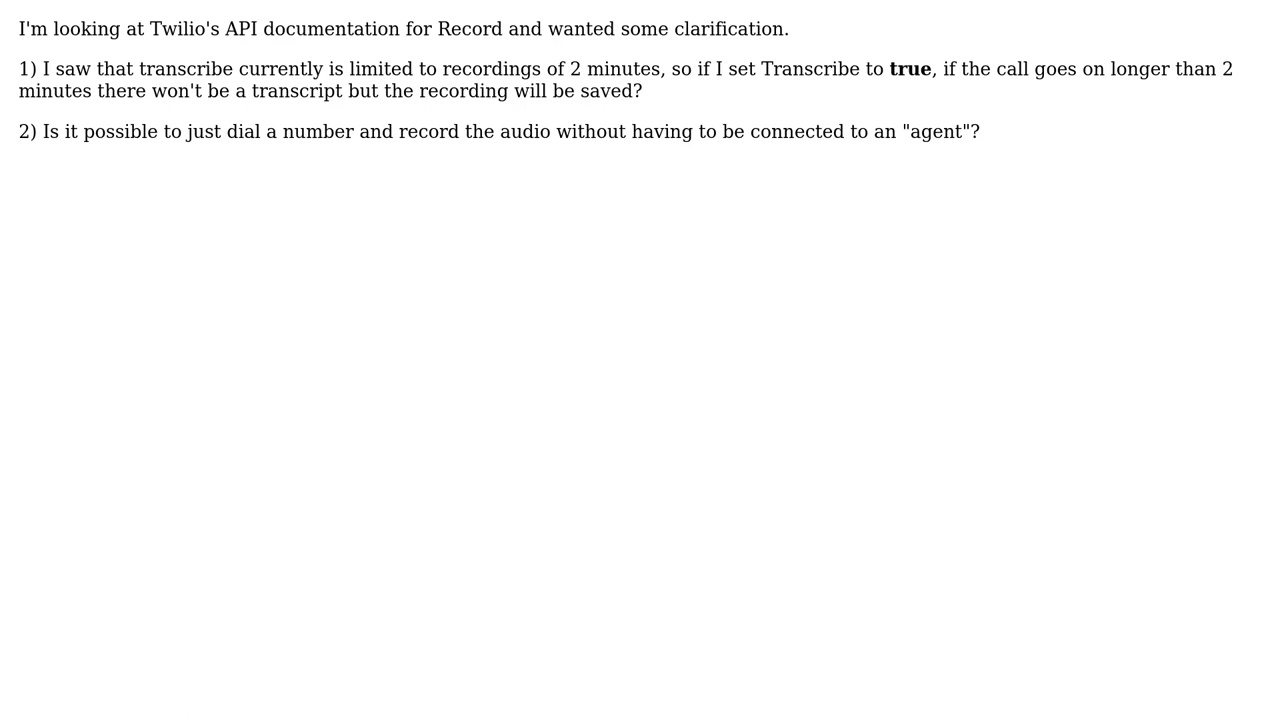 I'm looking at Twilio's API documentation for Record and wanted some clarification.
1) I saw that transcribe currently is limited to recordings of 2 minutes, so if I set Transcribe to true, if the call goes on longer than 2
minutes there won't be a transcript but the recording will be saved?
2) Is it possible to just dial a number and record the audio without having to be connected to an "agent"?